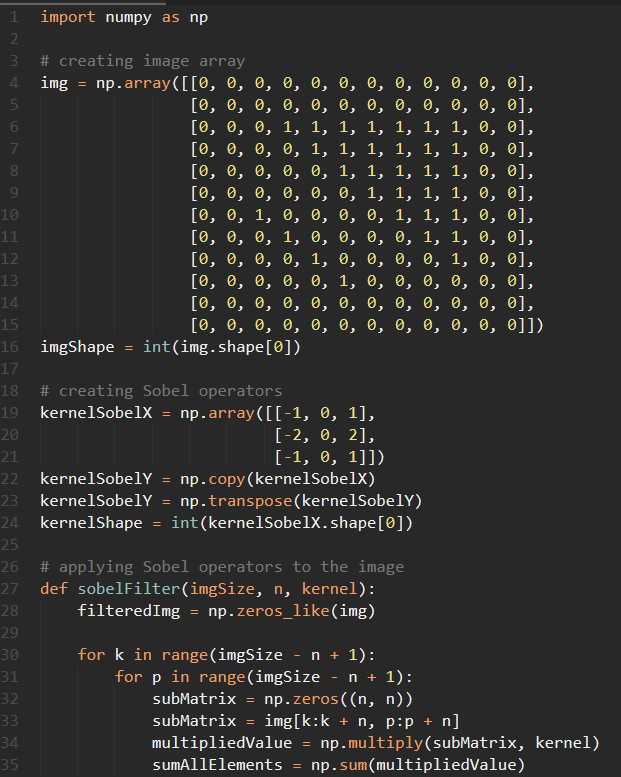 1 import numpy as np
2
3 # creating image array
4 img = np.array([[0, 0, 0, 0, 0, 0, 0, 0, 0, 0, 0, 0],
5 [0, 0, 0, 0, 0, 0, 0, 0, 0, 0, 0, 0],
6 [0, 0, 0, 1, 1, 1, 1, 1, 1, 1, 0, 0],
7 [0, 0, 0, 0, 1, 1, 1, 1, 1, 1, 0, 0],
8 [0, 0, 0, 0, 0, 1, 1, 1, 1, 1, 0, 0],
9 [0, 0, 0, 0, 0, 0, 1, 1, 1, 1, 0, 0],
10 [0, 0, 1, 0, 0, 0, 0, 1, 1, 1, 0, 0],
11 [0, 0, 0, 1, 0, 0, 0, 0, 1, 1, 0, 0],
12 [0, 0, 0, 0, 1, 0, 0, 0, 0, 1, 0, 0],
13 [0, 0, 0, 0, 0, 1, 0, 0, 0, 0, 0, 0],
14 [0, 0, 0, 0, 0, 0, 0, 0, 0, 0, 0, 0],
15 [0, 0, 0, 0, 0, 0, 0, 0, 0, 0, 0, 0]])
16 imgShape = int(img.shape[0])
17
18 # creating Sobel operators
19 kernelSobelX = np.array([[-1, 0, 1],
20 [-2, 0, 2],
21 [-1, 0, 1]])
22 kernelSobelY = np.copy(kernelSobelX)
23 kernelSobelY = np.transpose(kernelSobelY)
24 kernelShape = int(kernelSobelX.shape[0])
25
26 # applying Sobel operators to the image
27 def sobelFilter(imgSize, n, kernel):
28     filteredImg = np.zeros_like(img)
29
30     for k in range(imgSize - n + 1):
31         for p in range(imgSize - n + 1):
32             subMatrix = np.zeros((n, n))
33             subMatrix = img[k:k + n, p:p + n]
34             multipliedValue = np.multiply(subMatrix, kernel)
35             sumAllElements = np.sum(multipliedValue)